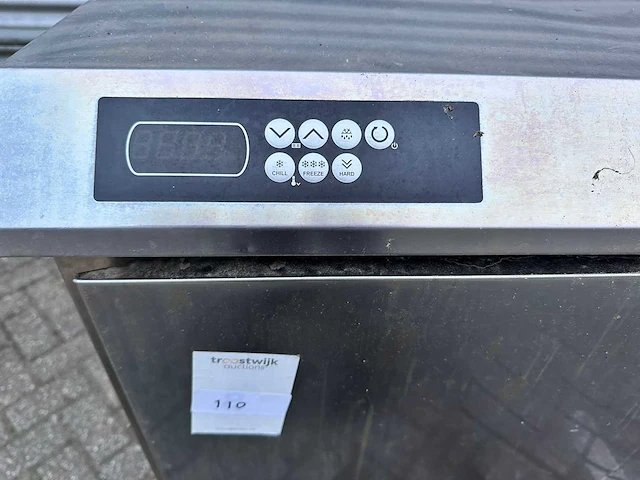 CHILL
FREEZE
HARD
troostwijk
auctions
110